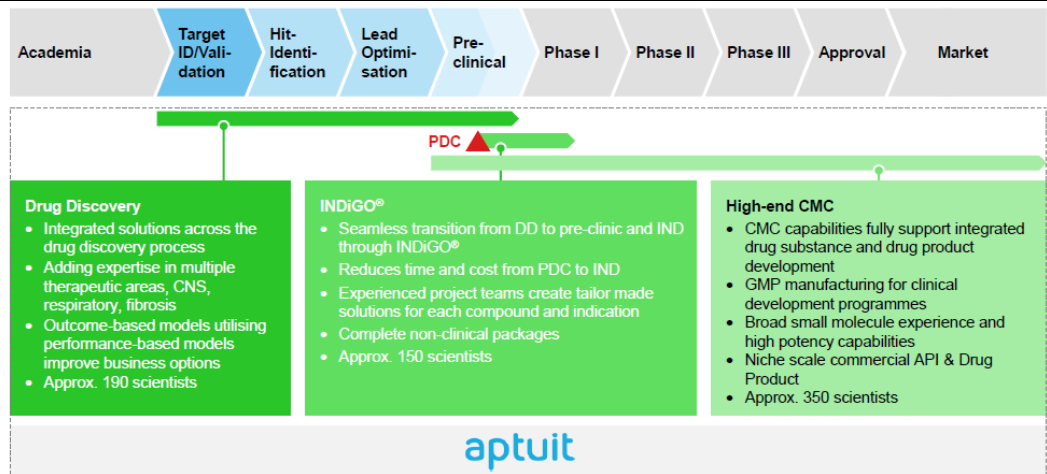 Academia
Target
ID/Vali-
dation
Hit-
Identi-
fication
Lead
Optimi-
sation
Pre-
clinical
Phase I
Phase II
Phase III
Approval
Market
PDC
Drug Discovery
• Integrated solutions across the
drug discovery process
• Adding expertise in multiple
therapeutic areas, CNS,
respiratory, fibrosis
• Outcome-based models utilising
performance-based models
improve business options
• Approx. 190 scientists
INDiGO®
• Seamless transition from DD to pre-clinic and IND
through INDiGO®
• Reduces time and cost from PDC to IND
• Experienced project teams create tailor made
solutions for each compound and indication
• Complete non-clinical packages
• Approx. 150 scientists
High-end CMC
• CMC capabilities fully support integrated
drug substance and drug product
development
• GMP manufacturing for clinical
development programmes
• Broad small molecule experience and
high potency capabilities
• Niche scale commercial API & Drug
Product
• Approx. 350 scientists
aptuit